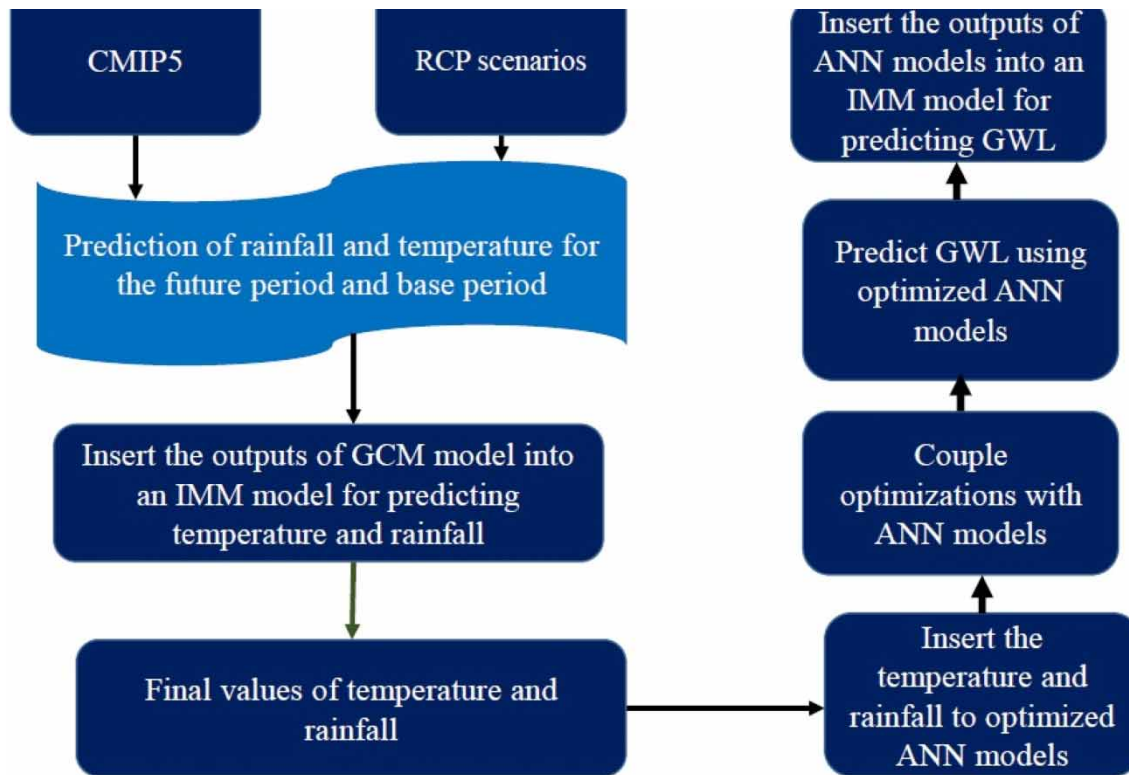 CMIP5
RCP scenarios
Prediction of rainfall and temperature for
the future period and base period
Insert the outputs of GCM model into
an IMM model for predicting
temperature and rainfall
Final values of temperature and
rainfall
Insert the
temperature and
rainfall to optimized
ANN models
Couple
optimizations with
ANN models
Predict GWL using
optimized ANN
models
Insert the outputs of
ANN models into an
IMM model for
predicting GWL